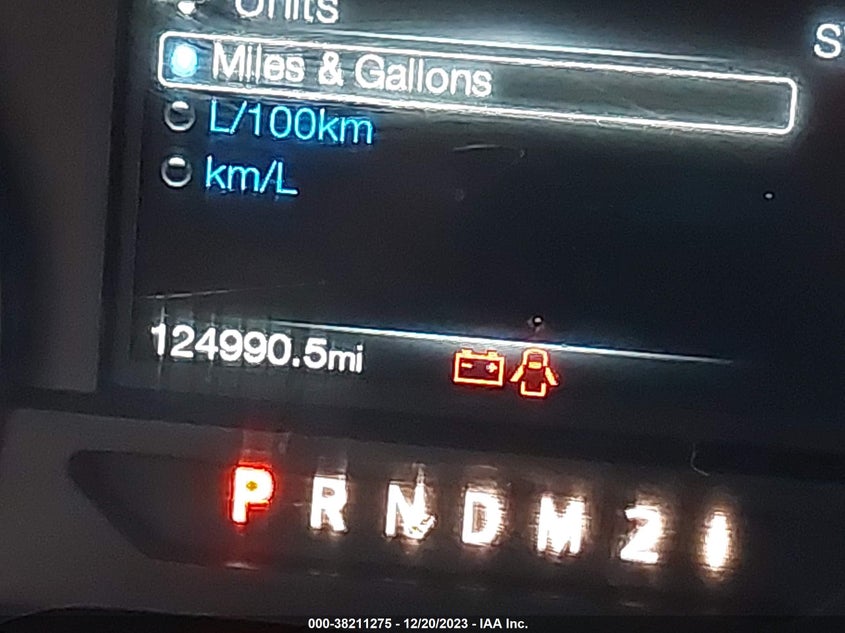 Units
Miles & Gallons
L/100km
km/L
124990.5mi
P R N D M 2 1
000-38211275 - 12/20/2023 - IAA Inc.